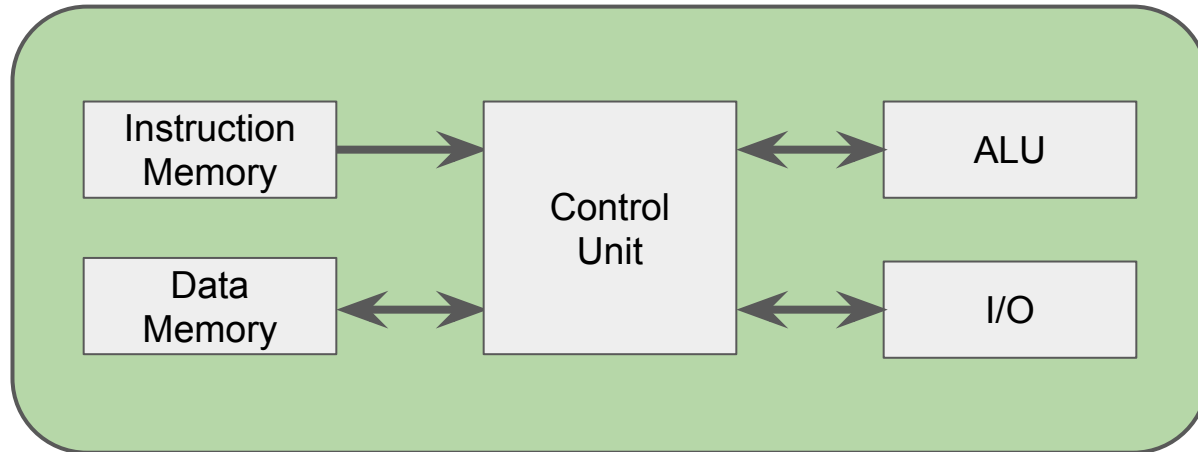 Instruction
Memory
Data
Memory
Control
Unit
ALU
I/O